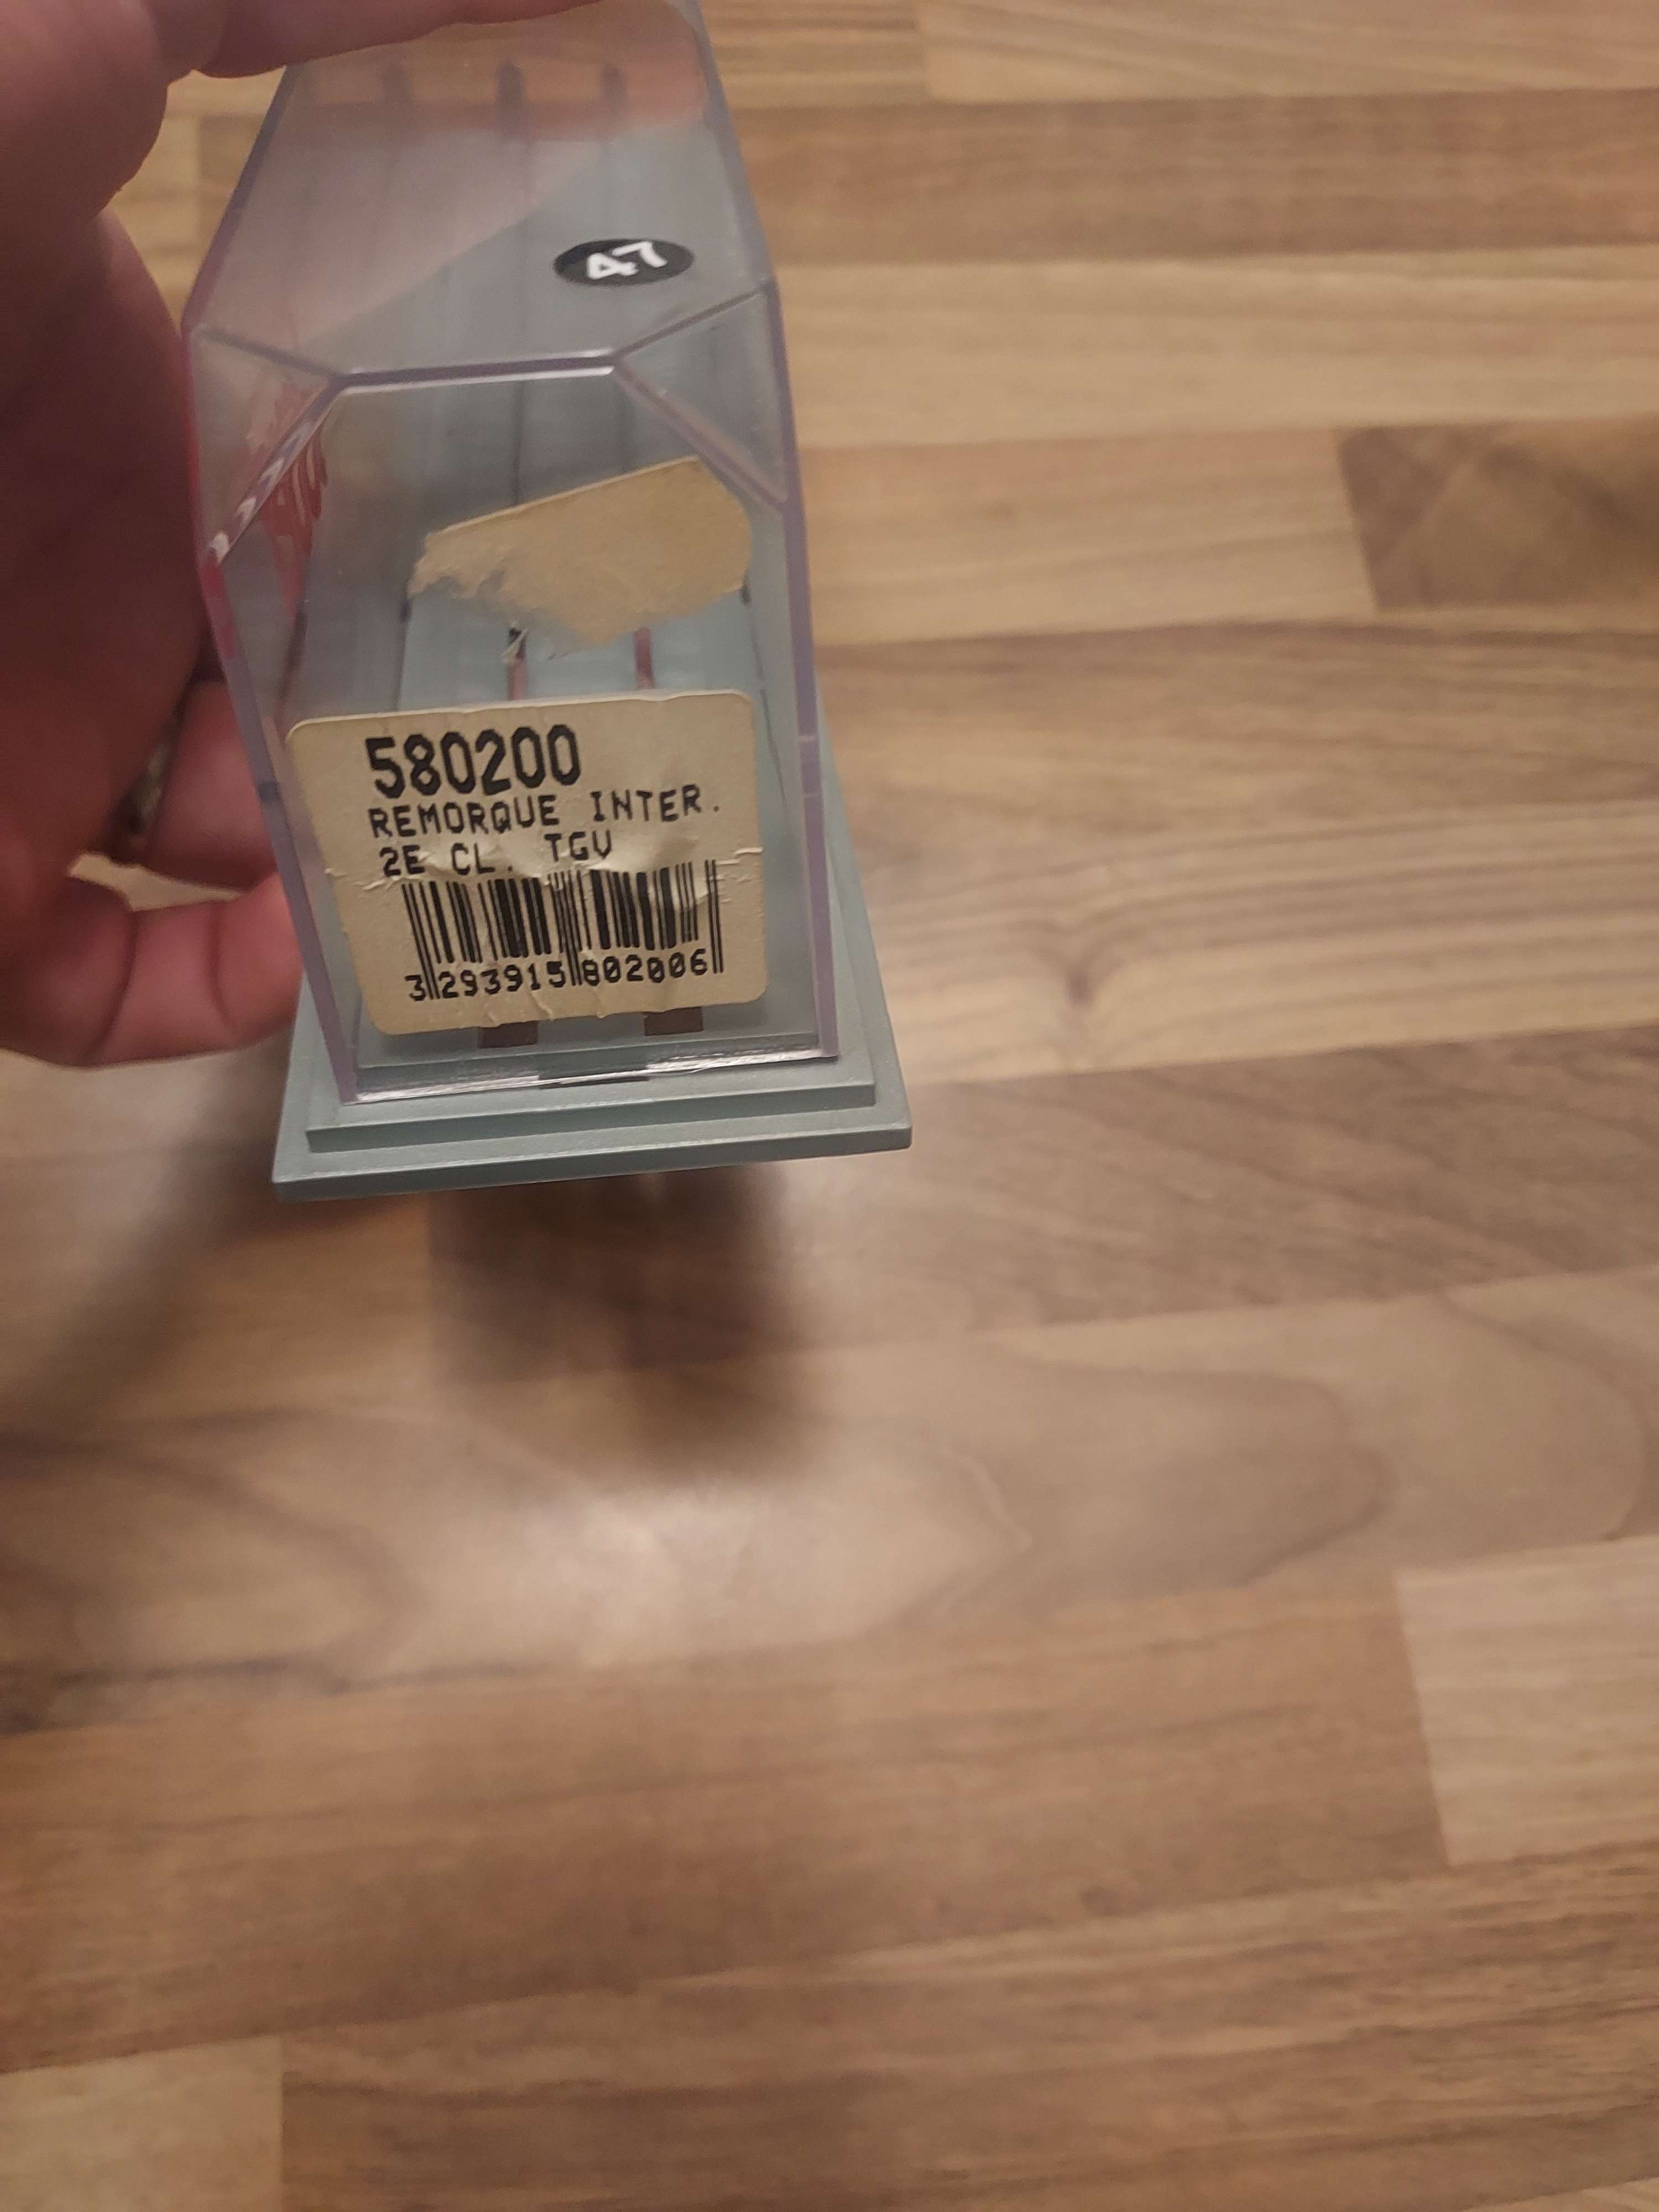 47
580200
REMORQUE INTER.
2E CL. TGV
3 293915 802006